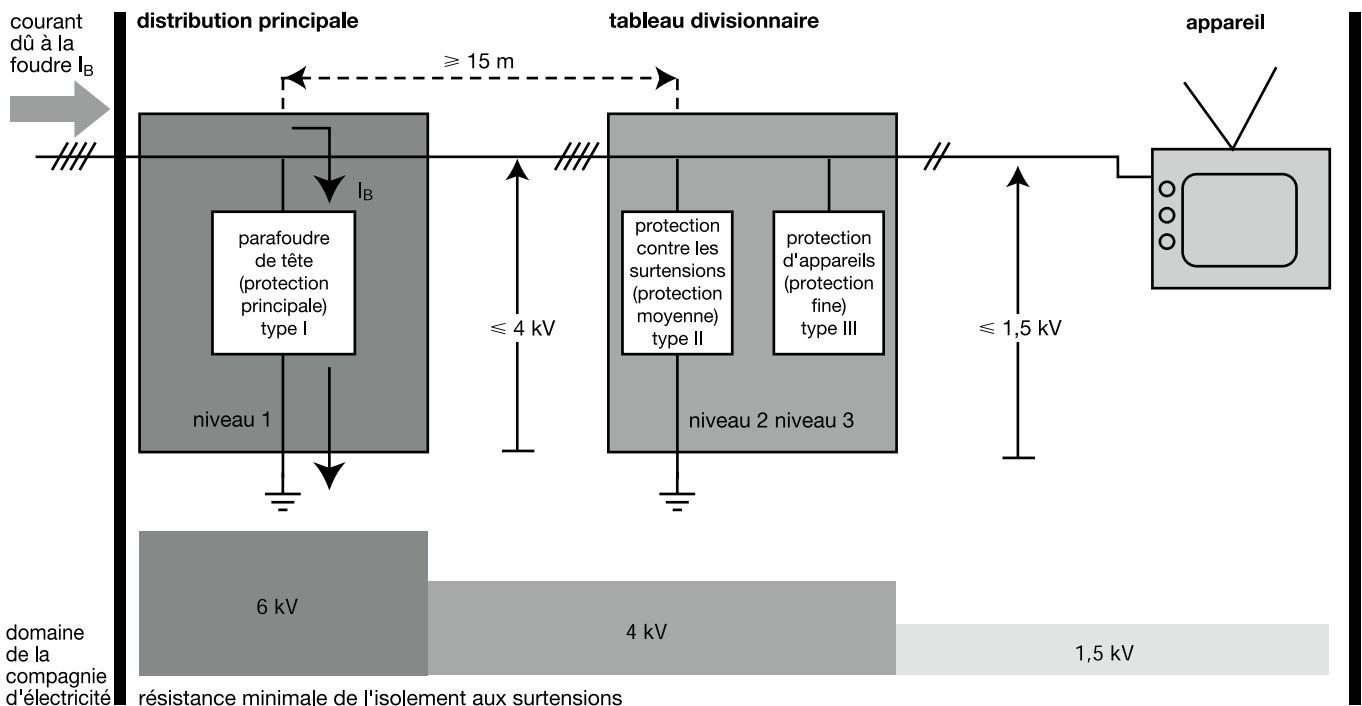 courant
dû à la
foudre IB
distribution principale
tableau divisionnaire
appareil
≥ 15 m
IB
parafoudre
de tête
(protection
principale)
type I
niveau 1
≤ 4 kV
protection
contre les
surtensions
(protection
moyenne)
type II
protection
d'appareils
(protection
fine)
type III
niveau 2 niveau 3
≤ 1,5 kV
6 kV
4 kV
1,5 kV
domaine
de la
compagnie
d'électricité
résistance minimale de l'isolement aux surtensions